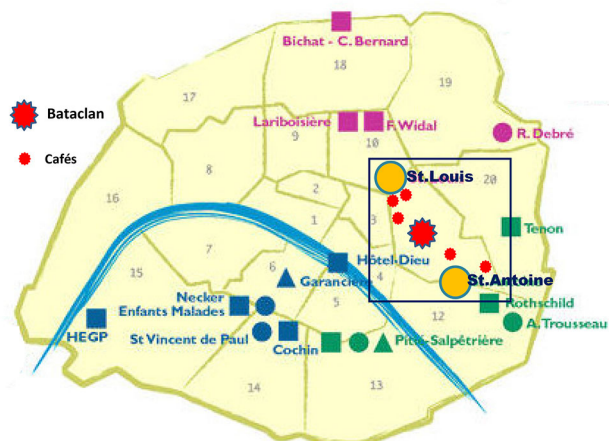 Bichat - C. Bernard
18
19
17
Bataclan
Lariboisière
F. Widal
R. Debré
9
10
Cafés
8
St.Louis
20
2
16
3
1
Tenon
7
Hôtel-Dieu
15
6
4
Garancière
St.Antoine
Necker
Enfants Malades
5
Rothschild
HEGP
St Vincent de Paul
Cochin
12
A. Trousseau
Pitié-Salpêtrière
14
13